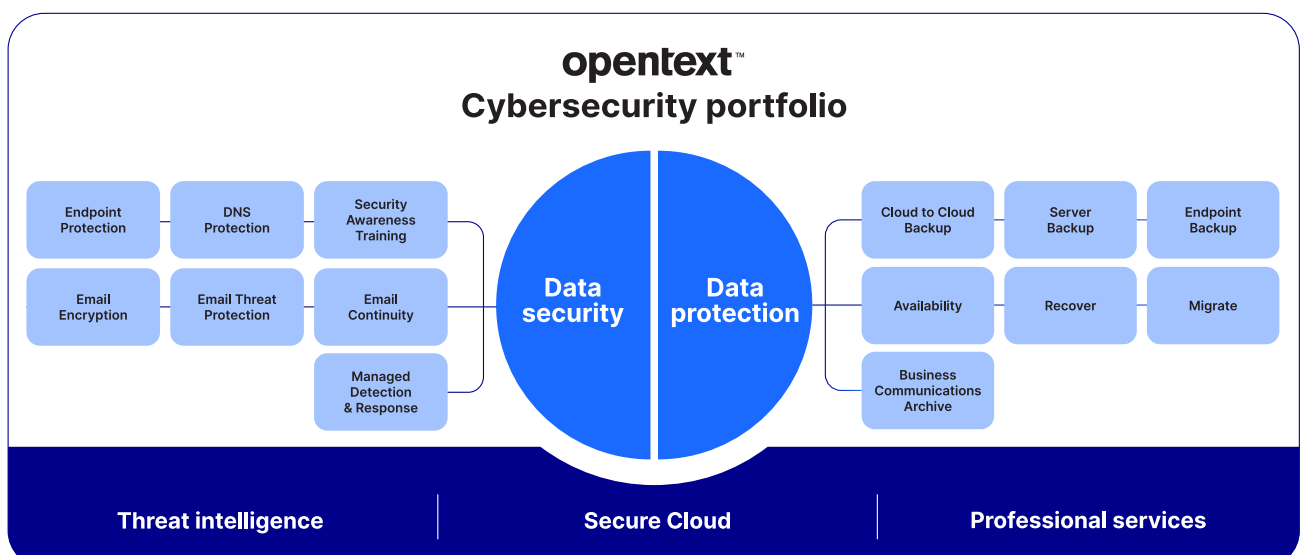 opentext™
Cybersecurity portfolio
Endpoint
Protection
DNS
Protection
Security
Awareness
Training
Email
Encryption
Email Threat
Protection
Email
Continuity
Managed
Detection
& Response
Data
security
Data
protection
Cloud to Cloud
Backup
Server
Backup
Endpoint
Backup
Availability
Recover
Migrate
Business
Communications
Archive
Threat intelligence
Secure Cloud
Professional services